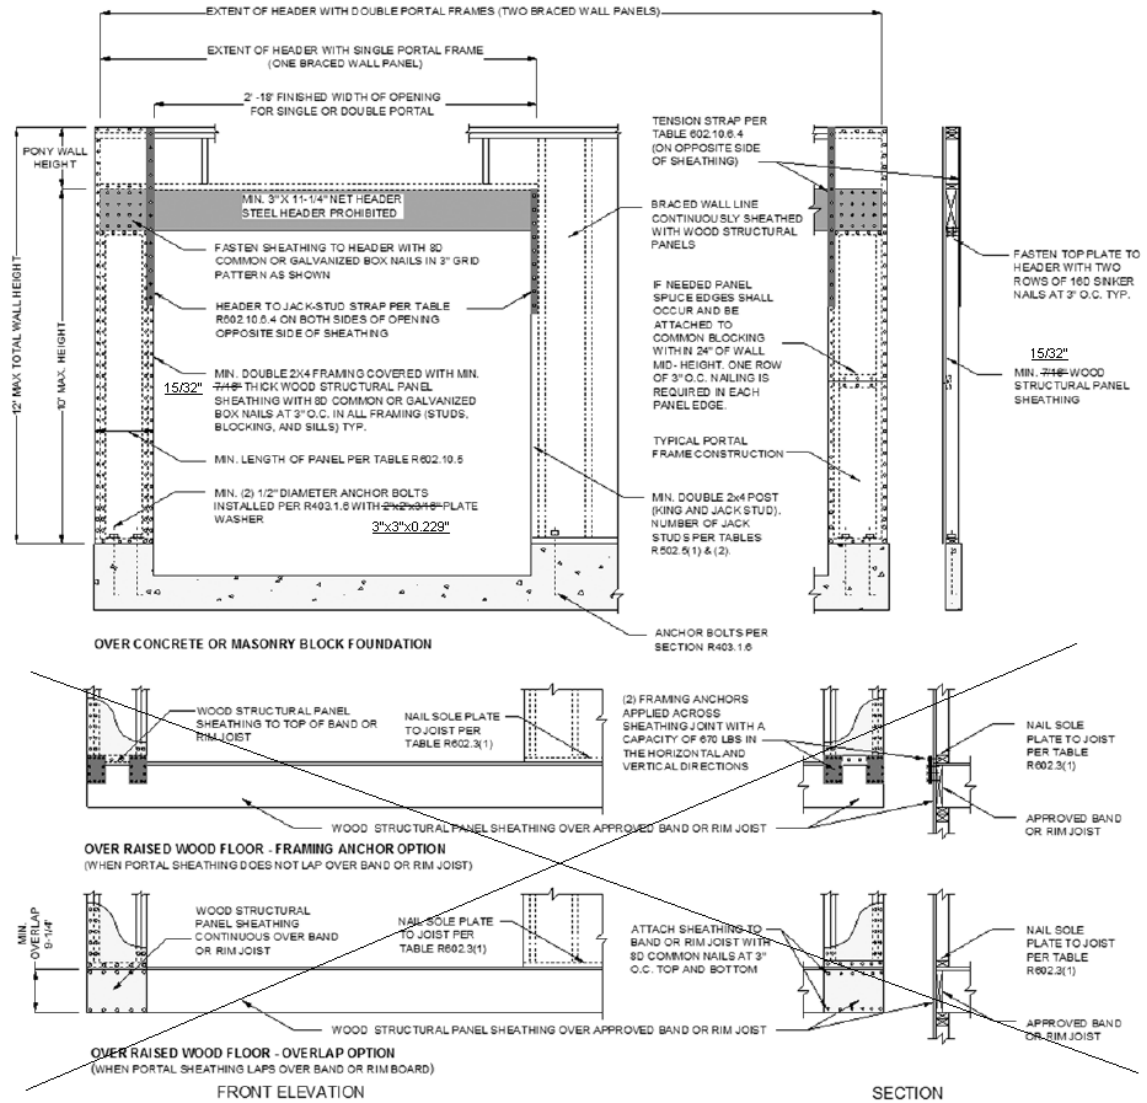 EXTENT OF HEADER WITH DOUBLE PORTAL FRAMES (TWO BRACED WALL PANELS)
EXTENT OF HEADER WITH SINGLE PORTAL FRAME
(ONE BRACED WALL PANEL)
2' -18' FINISHED WIDTH OF OPENING
FOR SINGLE OR DOUBLE PORTAL
TENSION STRAP PER
TABLE 602.10.6.4
(ON OPPOSITE SIDE
OF SHEATHING)
PONY WALL
HEIGHT
MIN. 3" X 11-1/4" NET HEADER
STEEL HEADER PROHIBITED
BRACED WALL LINE
CONTINUOUSLY SHEATHED
WITH WOOD STRUCTURAL
PANELS
FASTEN SHEATHING TO HEADER WITH 8D
COMMON OR GALVANIZED BOX NAILS IN 3" GRID
PATTERN AS SHOWN
FASTEN TOP PLATE TO
HEADER WITH TWO
ROWS OF 16D SINKER
NAILS AT 3" O.C. TYP.
HEADER TO JACK-STUD STRAP PER TABLE
R602.10.6.4 ON BOTH SIDES OF OPENING
OPPOSITE SIDE OF SHEATHING
IF NEEDED PANEL
SPLICE EDGES SHALL
OCCUR AND BE
ATTACHED TO
COMMON BLOCKING
WITHIN 24" OF WALL
MID- HEIGHT. ONE ROW
OF 3" O.C. NAILING IS
REQUIRED IN EACH
PANEL EDGE.
12' MAX TOTAL WALL HEIGHT
10' MAX. HEIGHT
MIN. DOUBLE 2X4 FRAMING COVERED WITH MIN.
15/32" 7/16" THICK WOOD STRUCTURAL PANEL
SHEATHING WITH 8D COMMON OR GALVANIZED
BOX NAILS AT 3" O.C. IN ALL FRAMING (STUDS,
BLOCKING, AND SILLS) TYP.
15/32"
MIN. 7/16" WOOD
STRUCTURAL PANEL
SHEATHING
TYPICAL PORTAL
FRAME CONSTRUCTION
MIN. LENGTH OF PANEL PER TABLE R602.10.5
MIN. (2) 1/2" DIAMETER ANCHOR BOLTS
INSTALLED PER R403.1.6 WITH 2"x2"x3/16" PLATE
WASHER
3"x3"x0.229"
MIN. DOUBLE 2x4 POST
(KING AND JACK STUD).
NUMBER OF JACK
STUDS PER TABLES
R502.5(1) & (2).
ANCHOR BOLTS PER
SECTION R403.1.6
OVER CONCRETE OR MASONRY BLOCK FOUNDATION
WOOD STRUCTURAL PANEL
SHEATHING TO TOP OF BAND OR
RIM JOIST
NAIL SOLE PLATE
TO JOIST PER
TABLE R602.3(1)
(2) FRAMING ANCHORS
APPLIED ACROSS
SHEATHING JOINT WITH A
CAPACITY OF 670 LBS IN
THE HORIZONTAL AND
VERTICAL DIRECTIONS
NAIL SOLE
PLATE TO JOIST
PER TABLE
R602.3(1)
WOOD STRUCTURAL PANEL SHEATHING OVER APPROVED BAND OR RIM JOIST
APPROVED BAND
OR RIM JOIST
OVER RAISED WOOD FLOOR - FRAMING ANCHOR OPTION
(WHEN PORTAL SHEATHING DOES NOT LAP OVER BAND OR RIM JOIST)
MIN.
OVERLAP
9-1/4"
WOOD STRUCTURAL
PANEL SHEATHING
CONTINUOUS OVER BAND
OR RIM JOIST
NAIL SOLE PLATE
TO JOIST PER
TABLE R602.3(1)
ATTACH SHEATHING TO
BAND OR RIM JOIST WITH
8D COMMON NAILS AT 3"
O.C. TOP AND BOTTOM
NAIL SOLE
PLATE TO JOIST
PER TABLE
R602.3(1)
WOOD STRUCTURAL PANEL SHEATHING OVER APPROVED BAND OR RIM JOIST
APPROVED BAND
OR RIM JOIST
OVER RAISED WOOD FLOOR - OVERLAP OPTION
(WHEN PORTAL SHEATHING LAPS OVER BAND OR RIM BOARD)
FRONT ELEVATION
SECTION